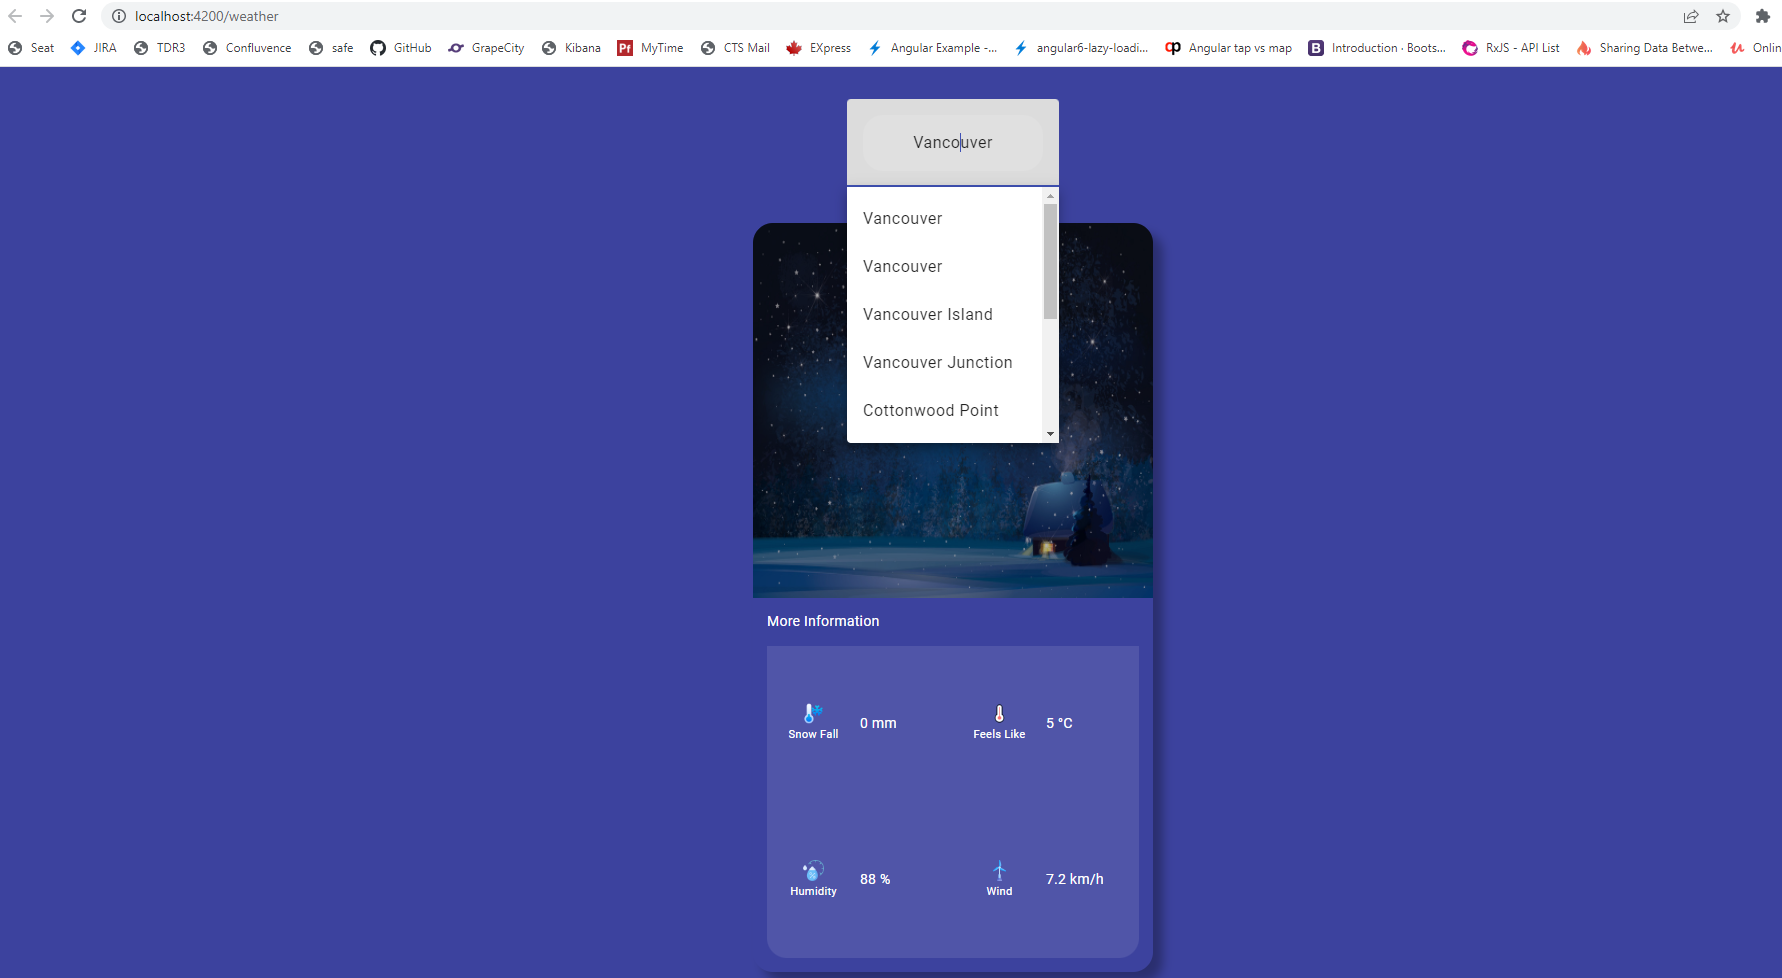 localhost:4200/weather
Seat JIRA TDR3 Confluvence safe GitHub GrapeCity Kibana Pf MyTime CTS Mail EXpress Angular Example -... angular6-lazy-loadi... Angular tap vs map B Introduction · Boots... RxJS - API List Sharing Data Betwe... Onlin
Vancouver
Vancouver
Vancouver
Vancouver Island
Vancouver Junction
Cottonwood Point
More Information
0 mm
5 °C
Snow Fall
Feels Like
88 %
7.2 km/h
Humidity
Wind